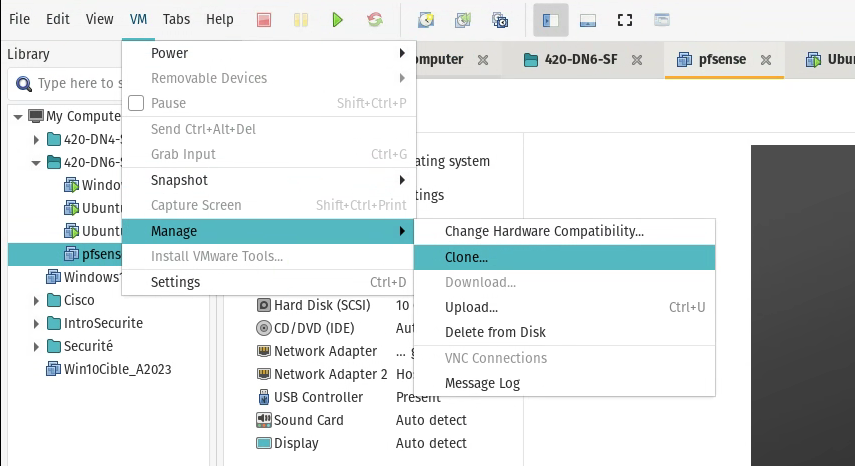 File Edit View VM Tabs Help
Library
Type here to s
My Compute
420-DN4-S
420-DN6-S
Windo
Ubuntu
Ubuntu
pfsens
Windows1
Cisco
IntroSecurite
Securité
Win10Cible_A2023
omputer
420-DN6-SF
pfsense
Ubu
Power
Removable Devices
Pause Shift+Ctrl+P
Send Ctrl+Alt+Del
Grab Input Ctrl+G
Snapshot
Capture Screen Shift+Ctrl+Print
Manage
Install VMware Tools...
Settings Ctrl+D
Change Hardware Compatibility...
Clone...
Download...
Upload... Ctrl+U
Delete from Disk
VNC Connections
Message Log
ating system
tings
Hard Disk (SCSI) 10
CD/DVD (IDE) Aut
Network Adapter ... g
Network Adapter 2 Hos
USB Controller Present
Sound Card Auto detect
Display Auto detect